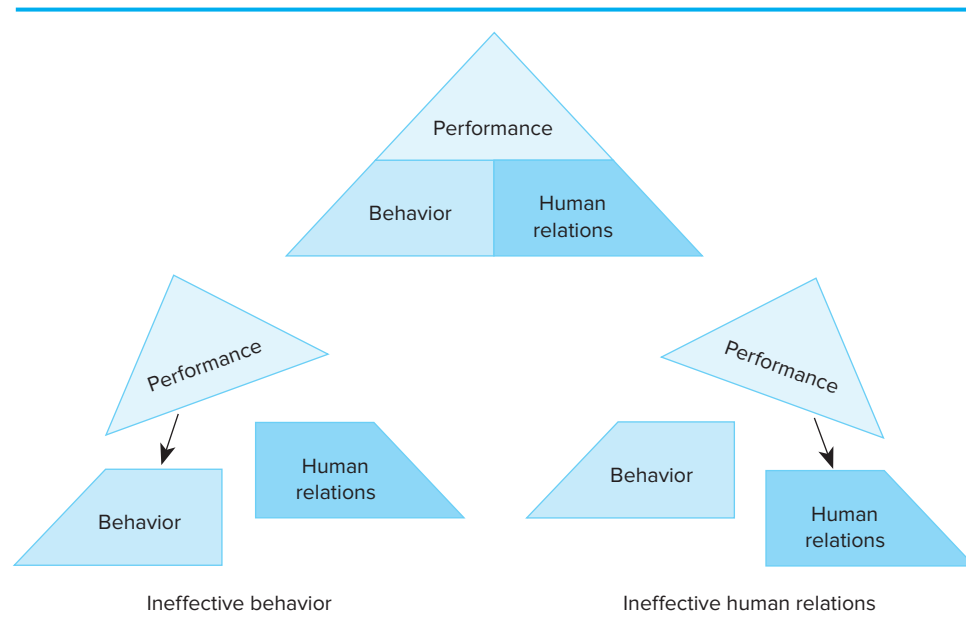 Performance
Behavior
Human
relations
Performance
Performance
Human
relations
Behavior
Behavior
Human
relations
Ineffective behavior
Ineffective human relations